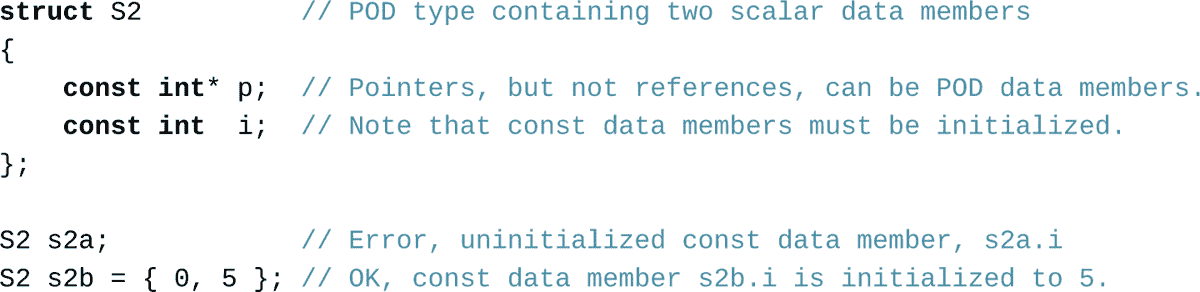 struct S2          // POD type containing two scalar data members
{
    const int* p;  // Pointers, but not references, can be POD data members.
    const int  i;  // Note that const data members must be initialized.
};

S2 s2a;            // Error, uninitialized const data member, s2a.i
S2 s2b = { 0, 5 }; // OK, const data member s2b.i is initialized to 5.